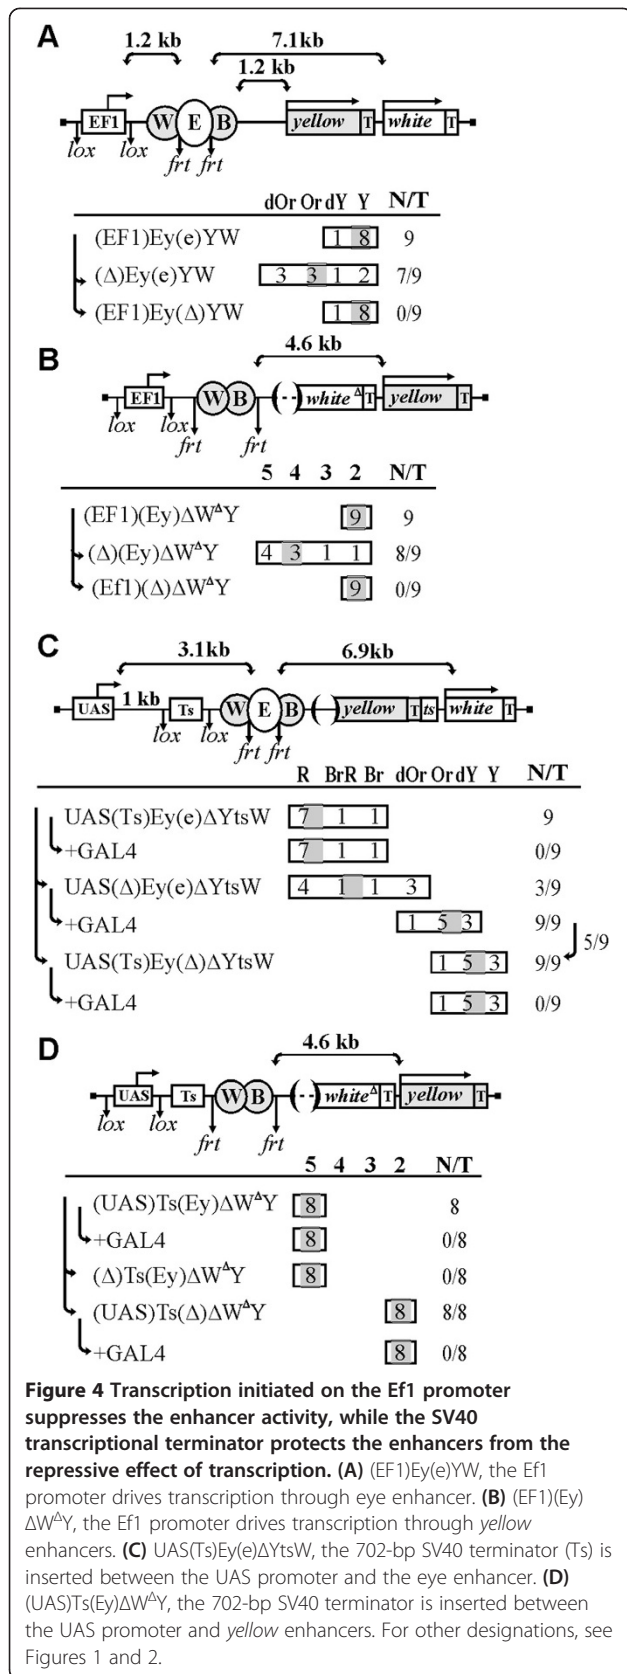 A
1.2 kb 7.1kb
1.2 kb
EF1 W E B yellow T white T
lox lox frt frt
dOr Or dY Y N/T
(EF1)Ey(e)YW 1 8 9
(Δ)Ey(e)YW 3 3 1 2 7/9
(EF1)Ey(Δ)YW 1 8 0/9
B
4.6 kb
EF1 W B white Δ T yellow T
lox lox frt frt
5 4 3 2 N/T
(EF1)(Ey)ΔW^ΔY 9 9
(Δ)(Ey)ΔW^ΔY 4 3 1 1 8/9
(Ef1)(Δ)ΔW^ΔY 9 0/9
C
3.1kb 6.9kb
UAS 1 kb Ts W E B yellow T ts white T
lox lox frt frt
R BrR Br dOr Or dY Y N/T
UAS(Ts)Ey(e)ΔYtsW 7 1 1 9
+GAL4 7 1 1 0/9
UAS(Δ)Ey(e)ΔYtsW 4 1 1 3 3/9
+GAL4 1 5 3 9/9
5/9
UAS(Ts)Ey(Δ)ΔYtsW 1 5 3 9/9
+GAL4 1 5 3 0/9
D
4.6 kb
UAS Ts W B white Δ T yellow T
lox lox frt frt
5 4 3 2 N/T
(UAS)Ts(Ey)ΔW^ΔY 8 8
+GAL4 8 0/8
(Δ)Ts(Ey)ΔW^ΔY 8 0/8
(UAS)Ts(Δ)ΔW^ΔY 8 8/8
+GAL4 8 0/8
Figure 4 Transcription initiated on the Ef1 promoter
suppresses the enhancer activity, while the SV40
transcriptional terminator protects the enhancers from the
repressive effect of transcription. (A) (EF1)Ey(e)YW, the Ef1
promoter drives transcription through eye enhancer. (B) (EF1)(Ey)
ΔW^ΔY, the Ef1 promoter drives transcription through yellow
enhancers. (C) UAS(Ts)Ey(e)ΔYtsW, the 702-bp SV40 terminator (Ts) is
inserted between the UAS promoter and the eye enhancer. (D)
(UAS)Ts(Ey)ΔW^ΔY, the 702-bp SV40 terminator is inserted between
the UAS promoter and yellow enhancers. For other designations, see
Figures 1 and 2.